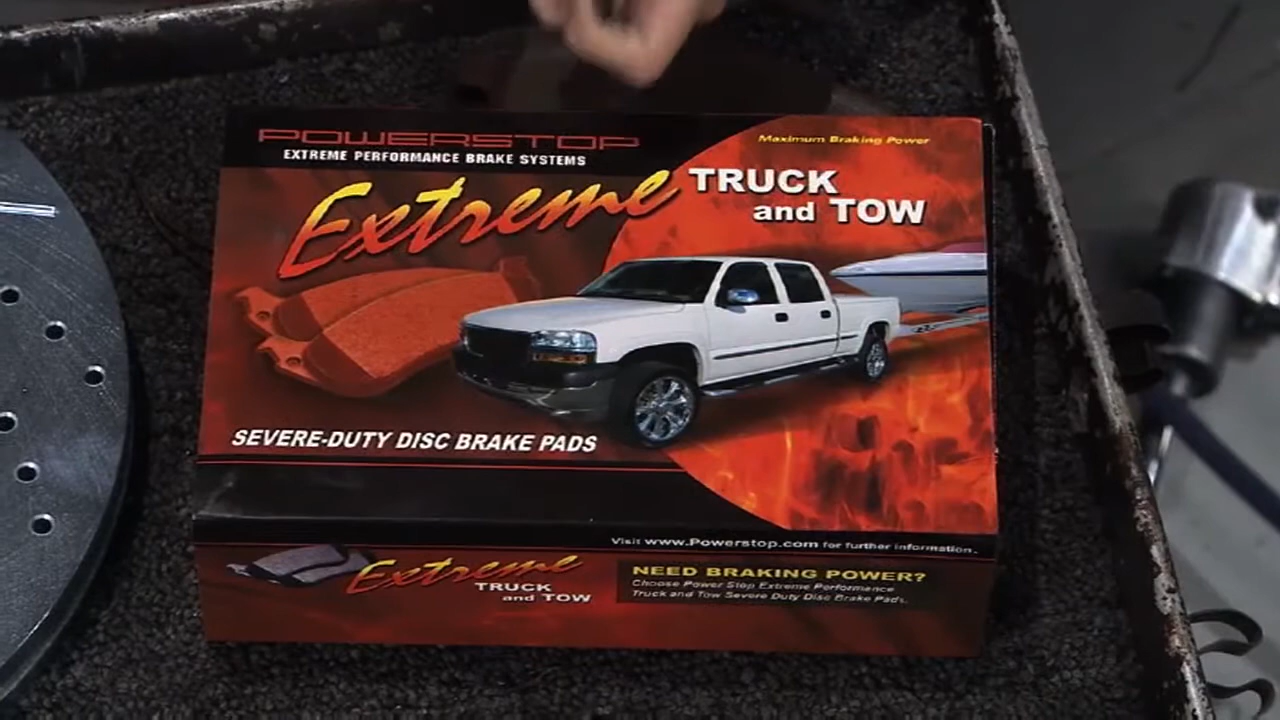 POWERSTOP
EXTREME PERFORMANCE BRAKE SYSTEMS
Maximum Braking Power
Extreme TRUCK
and TOW
SEVERE-DUTY DISC BRAKE PADS
Visit www.Powerstop.com for further information.
Extreme
TRUCK
and TOW
NEED BRAKING POWER?
Choose Power Stop Extreme Performance
Truck and Tow Severe Duty Disc Brake Pads.